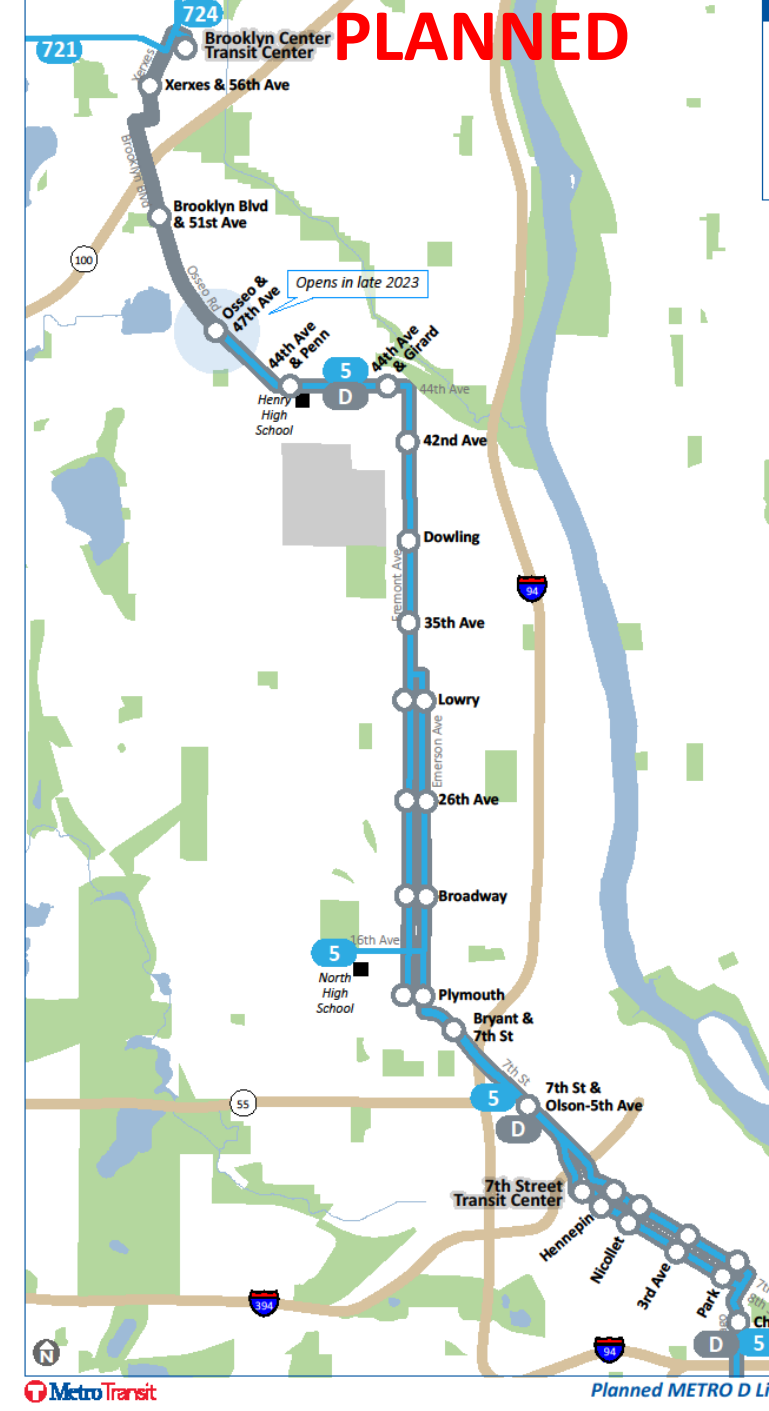 724
PLANNED
721
Brooklyn Center
Transit Center
Xerxes
Xerxes & 56th Ave
Brooklyn Blvd
Brooklyn Blvd
& 51st Ave
100
Osseo Rd
Opens in late 2023
Osseo &
47th Ave
44th Ave
& Penn
5
D
44th Ave
& Girard
44th Ave
Henry
High
School
42nd Ave
Dowling
Fremont Ave
94
35th Ave
Lowry
Emerson Ave
26th Ave
Broadway
16th Ave
5
North
High
School
Plymouth
Bryant &
7th St
7th St
5
7th St &
Olson-5th Ave
55
D
7th Street
Transit Center
Hennepin
Nicollet
3rd Ave
Park
7th
8th
394
Ch
D
5
94
N
T MetroTransit
Planned METRO D Li